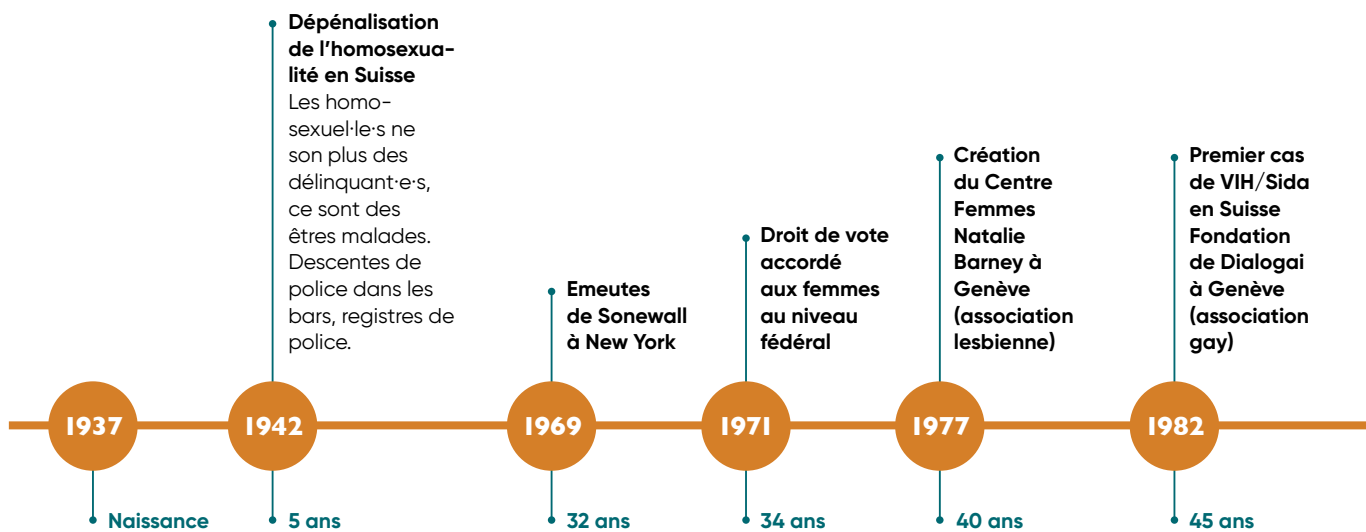 Dépénalisation
de l'homosexua-
lité en Suisse
Les homo-
sexuel·le·s ne
son plus des
délinquant·e·s,
ce sont des
êtres malades.
Descentes de
police dans les
bars, registres de
police.
Emeutes
de Sonewall
à New York
Droit de vote
accordé
aux femmes
au niveau
fédéral
Création
du Centre
Femmes
Natalie
Barney à
Genève
(association
lesbienne)
Premier cas
de VIH/Sida
en Suisse
Fondation
de Dialogai
à Genève
(association
gay)
1937
1942
1969
1971
1977
1982
Naissance
5 ans
32 ans
34 ans
40 ans
45 ans